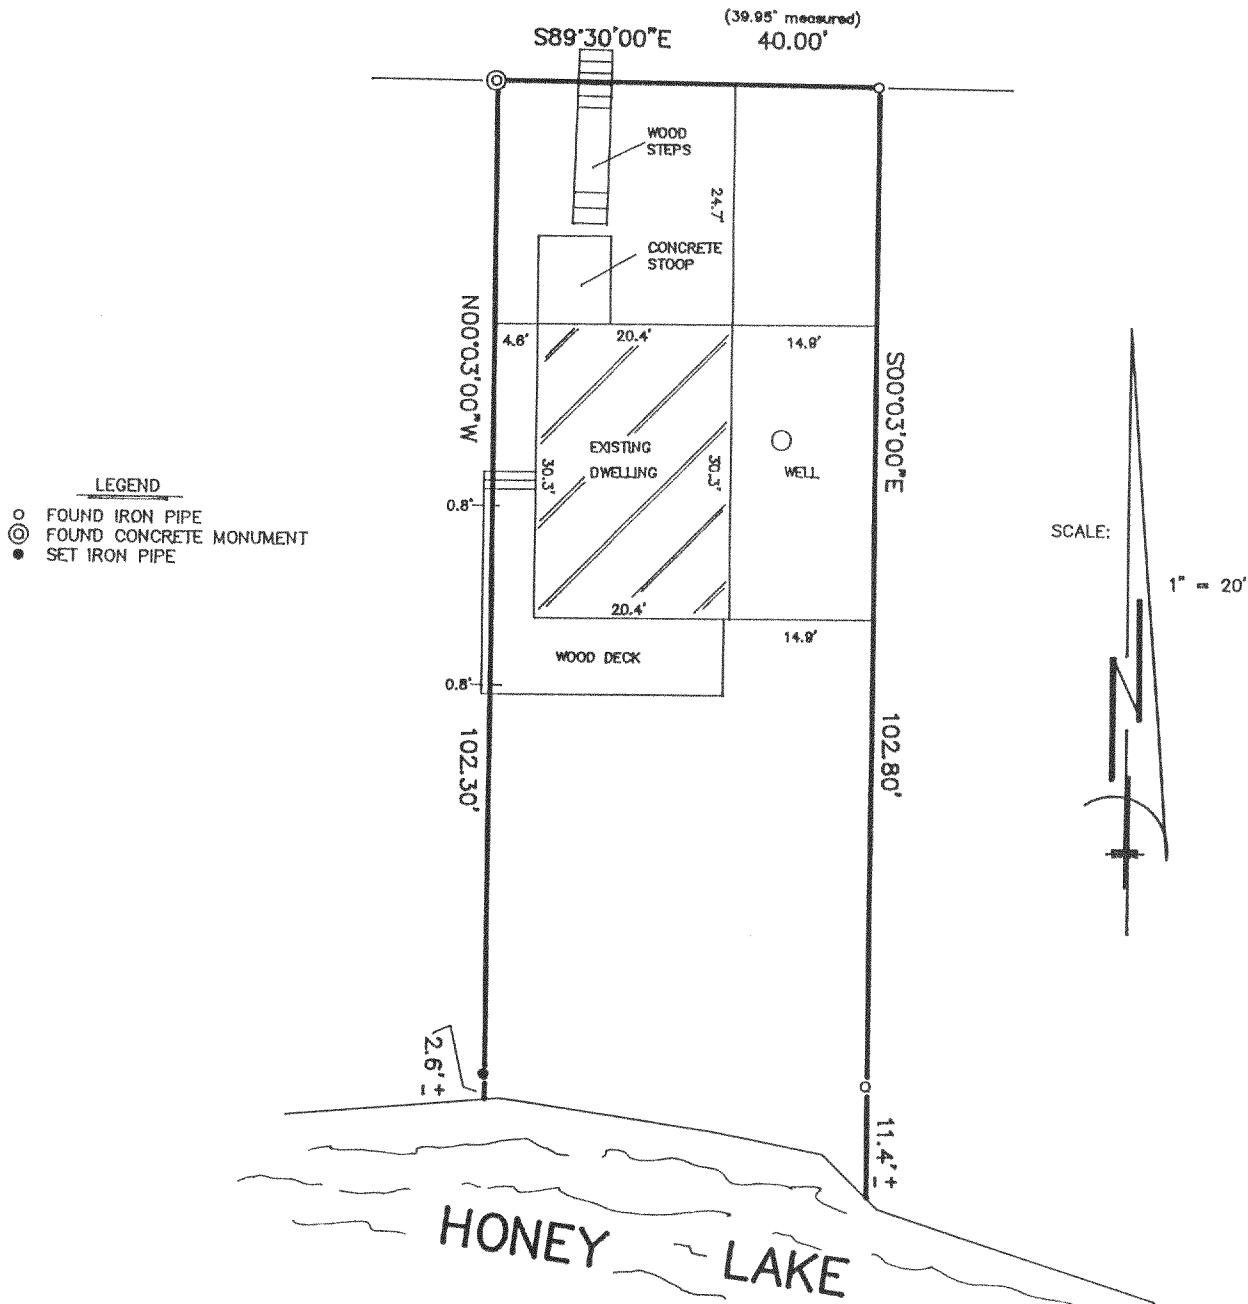 (39.95' measured)
S89°30'00"E
40.00'
WOOD
STEPS
24.7'
CONCRETE
STOOP
N00°03'00"W
4.6'
20.4'
14.9'
S00°03'00"E
EXISTING
DWELLING
30.3'
30.3'
WELL
LEGEND
FOUND IRON PIPE
FOUND CONCRETE MONUMENT
SET IRON PIPE
0.8'
SCALE:
1" = 20'
20.4'
14.9'
WOOD DECK
0.8'
N
102.30'
102.80'
2.6'±
11.4'±
HONEY LAKE